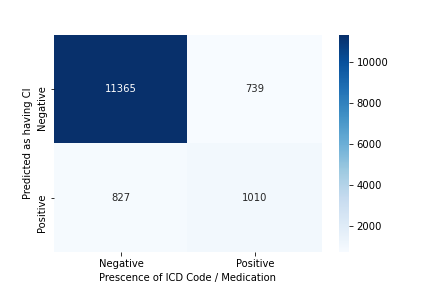 Predicted as having CI
Negative
Positive
11365
739
827
1010
Negative
Positive
Prescence of ICD Code / Medication
10000
8000
6000
4000
2000